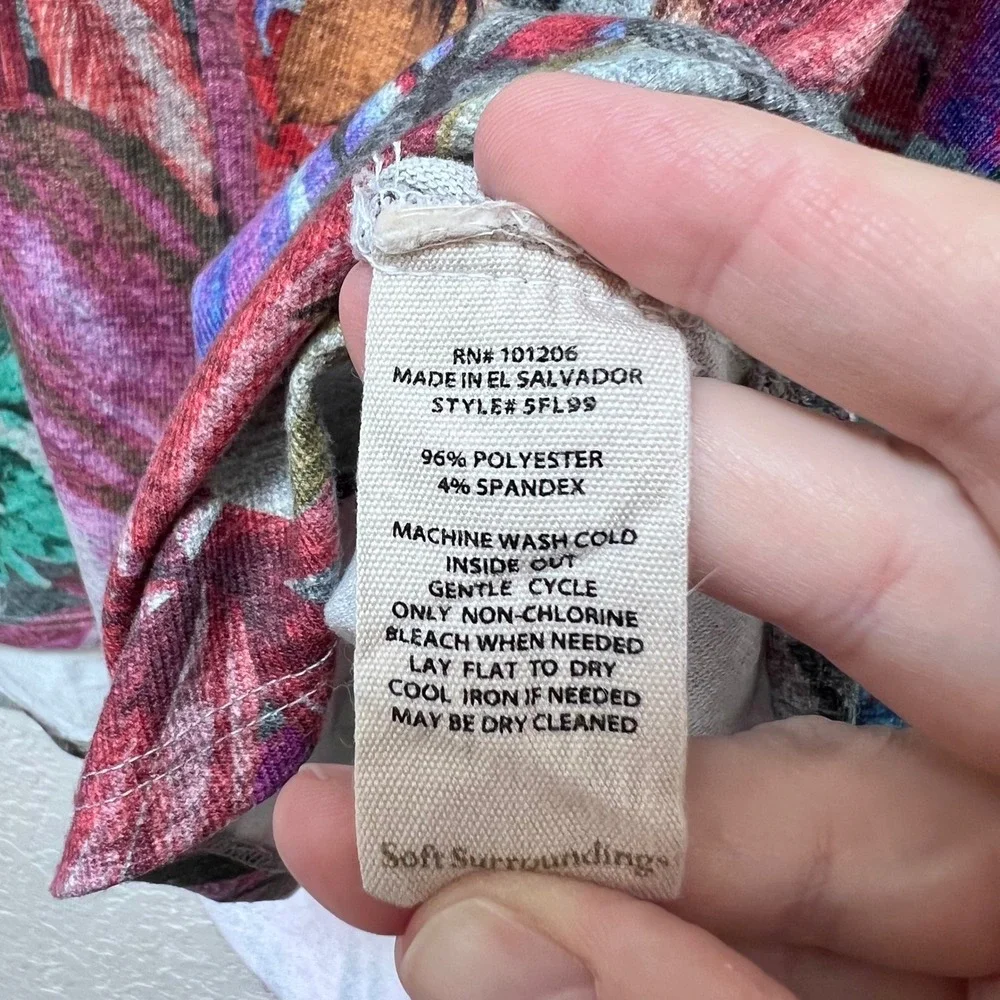 RN# 101206
MADE IN EL SALVADOR
STYLE# 5FL99
96% POLYESTER
4% SPANDEX
MACHINE WASH COLD
INSIDE OUT
GENTLE CYCLE
ONLY NON-CHLORINE
BLEACH WHEN NEEDED
LAY FLAT TO DRY
COOL IRON IF NEEDED
MAY BE DRY CLEANED
Soft Surroundings